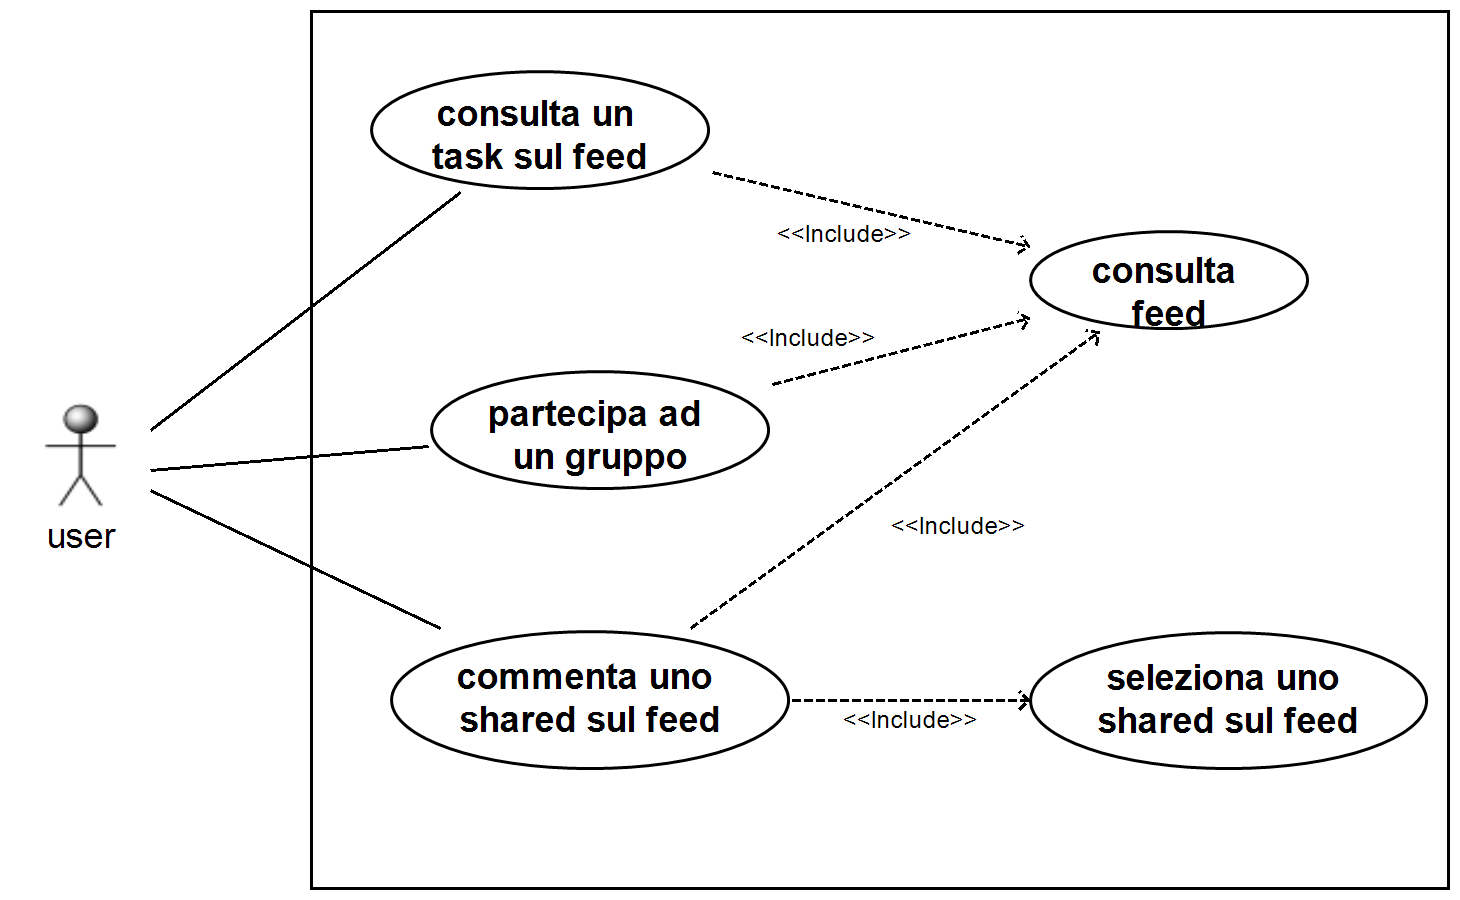 consulta un
task sul feed
<<Include>>
consulta
feed
<<Include>>
partecipa ad
un gruppo
user
<<Include>>
commenta uno
shared sul feed
<<Include>>
seleziona uno
shared sul feed